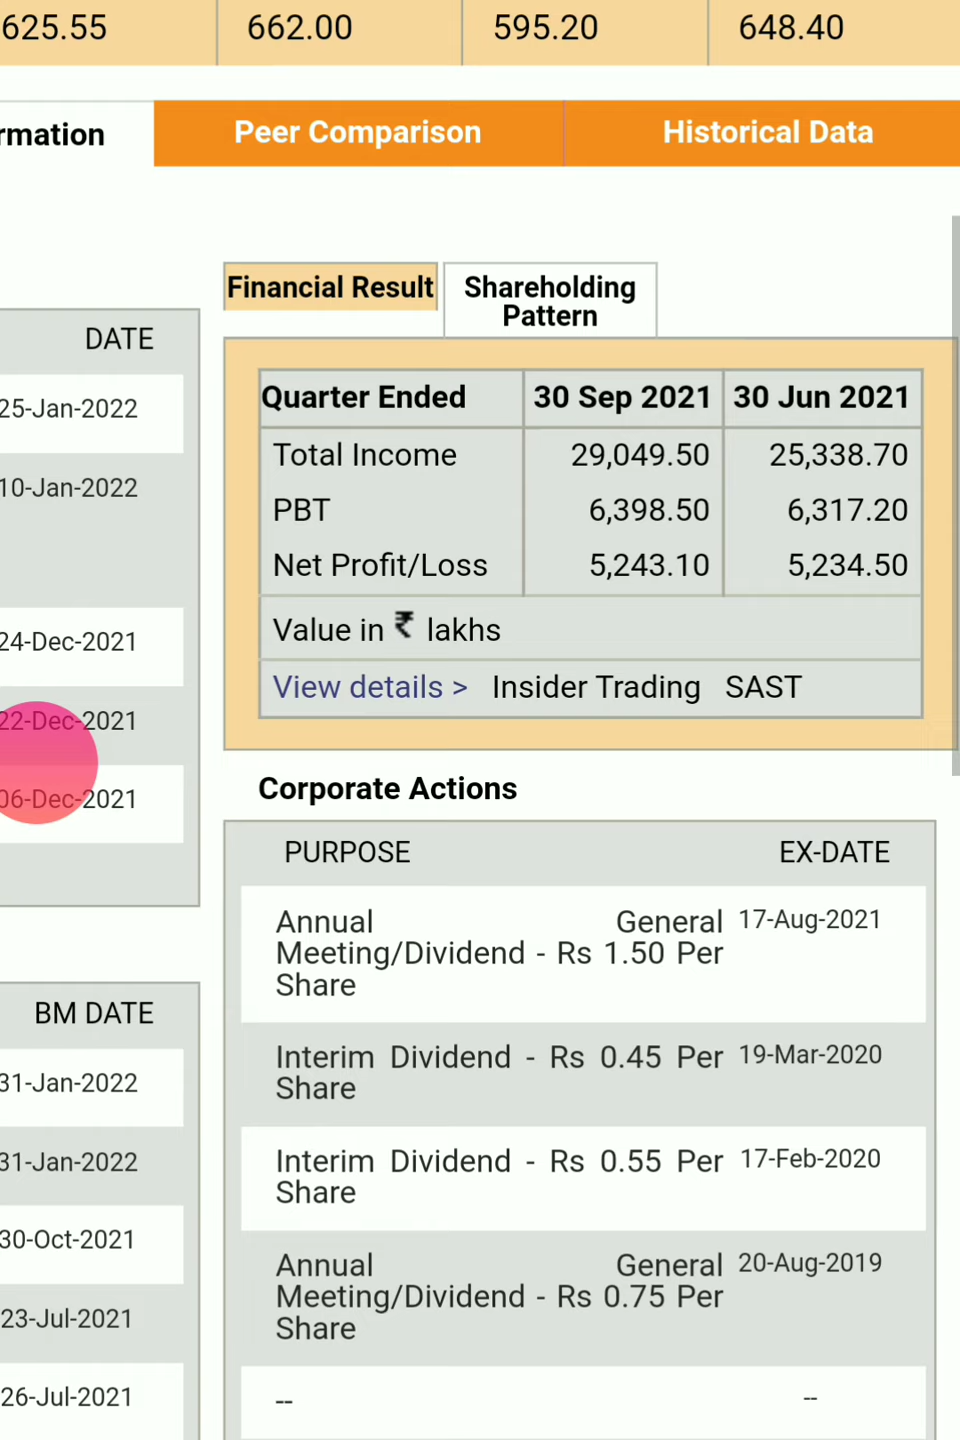 625.55 662.00 595.20 648.40
rmation Peer Comparison Historical Data
Financial Result Shareholding
Pattern
DATE
25-Jan-2022
10-Jan-2022
24-Dec-2021
22-Dec-2021
06-Dec-2021
Quarter Ended 30 Sep 2021 30 Jun 2021
Total Income 29,049.50 25,338.70
PBT 6,398.50 6,317.20
Net Profit/Loss 5,243.10 5,234.50
Value in ₹ lakhs
View details > Insider Trading SAST
Corporate Actions
PURPOSE EX-DATE
Annual General 17-Aug-2021
Meeting/Dividend - Rs 1.50 Per
Share
Interim Dividend - Rs 0.45 Per 19-Mar-2020
Share
Interim Dividend - Rs 0.55 Per 17-Feb-2020
Share
Annual General 20-Aug-2019
Meeting/Dividend - Rs 0.75 Per
Share
-- --
BM DATE
31-Jan-2022
31-Jan-2022
30-Oct-2021
23-Jul-2021
26-Jul-2021